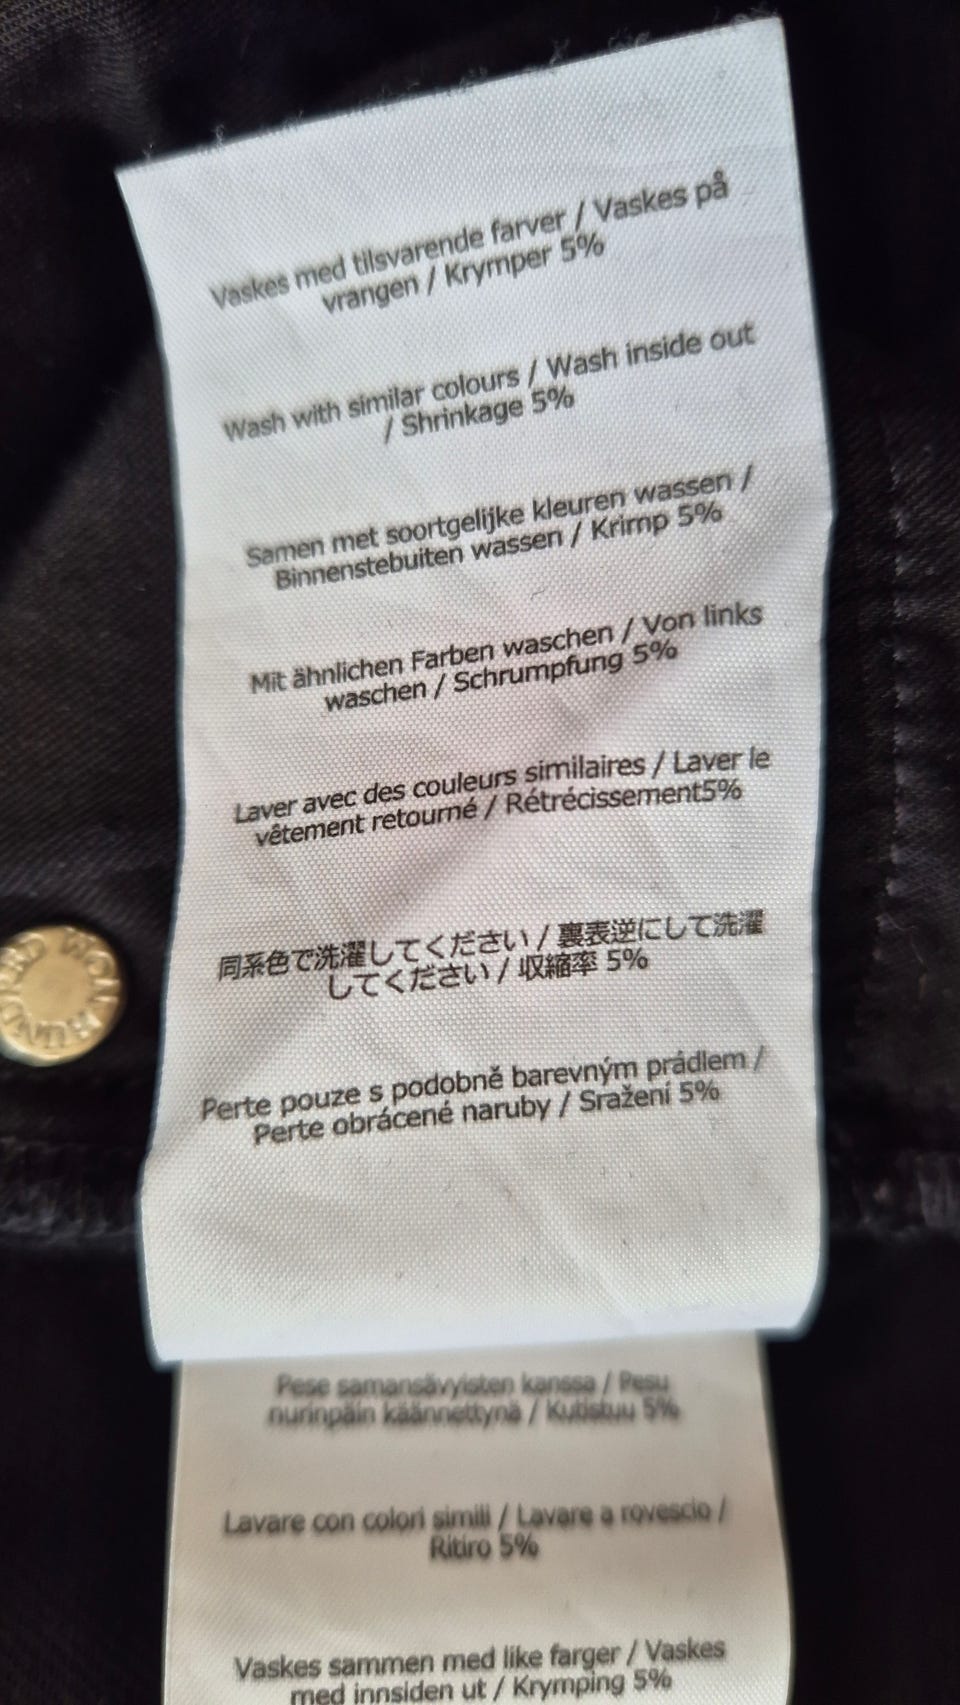 Vaskes med tilsvarende farver / Vaskes på
vrangen / Krymper 5%
Wash with similar colours / Wash inside out
/ Shrinkage 5%
Samen met soortgelijke kleuren wassen /
Binnenstebuiten wassen / Krimp 5%
Mit ähnlichen Farben waschen / Von links
waschen / Schrumpfung 5%
Laver avec des couleurs similaires / Laver le
vêtement retourné / Rétrécissement5%
同系色で洗濯してください / 裏表逆にして洗濯
してください / 収縮率 5%
Perte pouze s podobně barevným prádlem /
Perte obrácené naruby / Sražení 5%
Pese samansävyisten kanssa / Pesu
nurinpäin käännettynä / Kutistuu 5%
Lavare con colori simili / Lavare a rovescio /
Ritiro 5%
Vaskes sammen med like farger / Vaskes
med innsiden ut / Krymping 5%